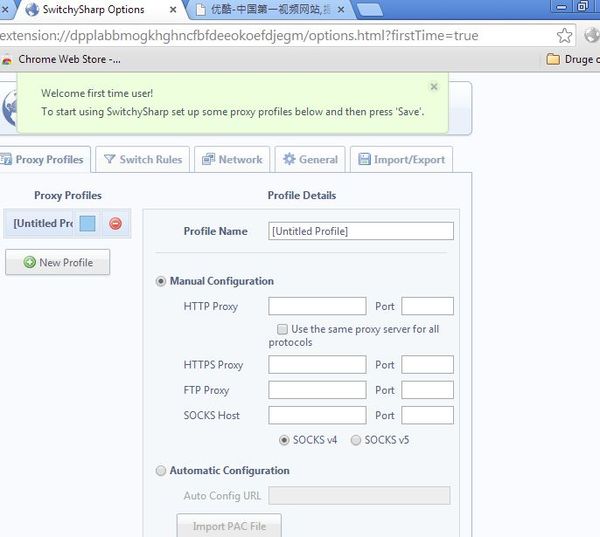 SwitchySharp Options
优酷-中国第一视频网站,提
extension://dpplabbmogkhghncfbfdeeokoefdjegm/options.html?firstTime=true
Chrome Web Store -...
Druge o
Welcome first time user!
To start using SwitchySharp set up some proxy profiles below and then press 'Save'.
Proxy Profiles
Switch Rules
Network
General
Import/Export
Proxy Profiles
Profile Details
[Untitled Pro
Profile Name
[Untitled Profile]
New Profile
Manual Configuration
HTTP Proxy
Port
Use the same proxy server for all
protocols
HTTPS Proxy
Port
FTP Proxy
Port
SOCKS Host
Port
SOCKS v4
SOCKS v5
Automatic Configuration
Auto Config URL
Import PAC File